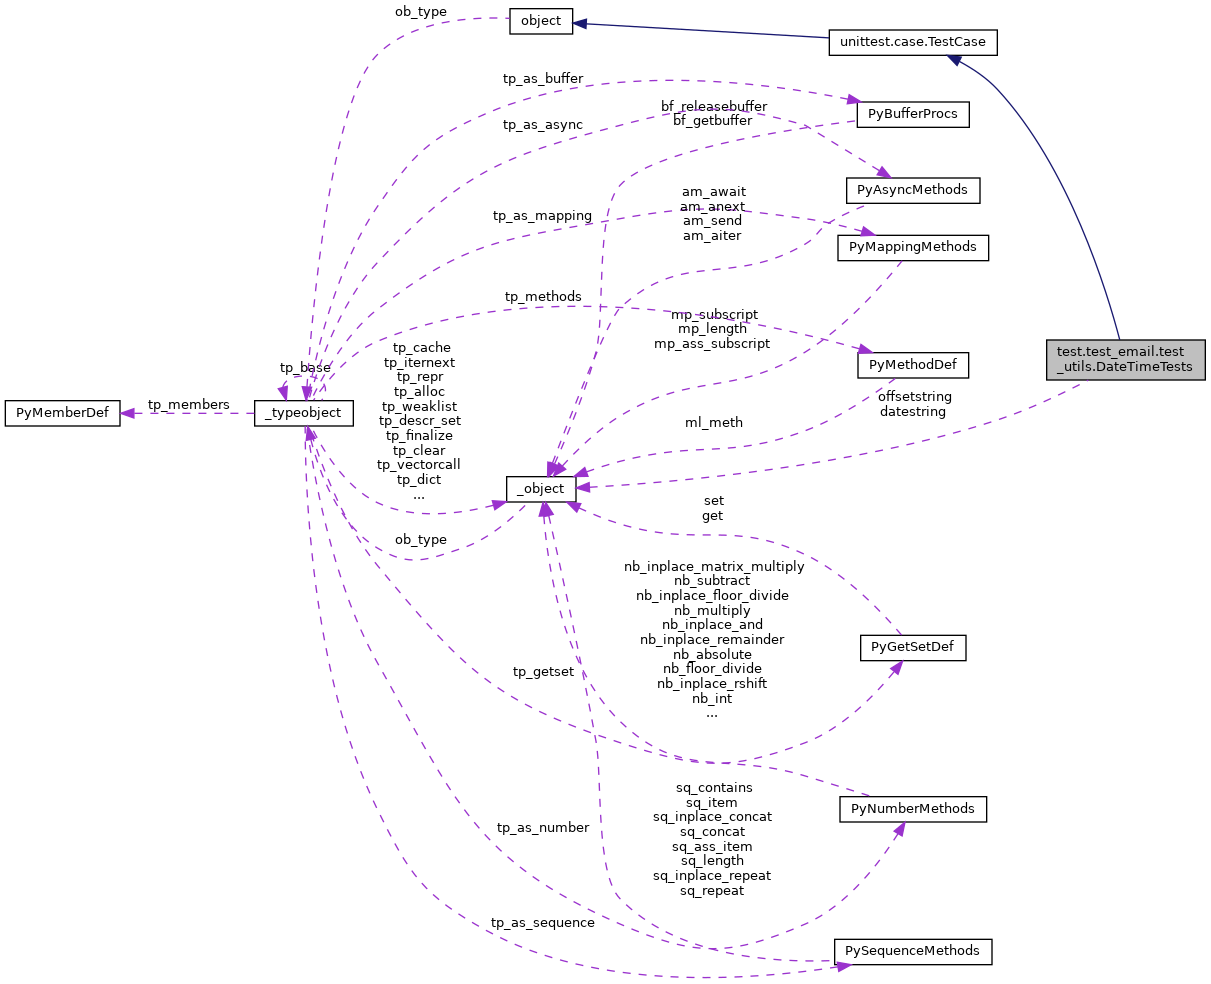 ob_type
object
unittest.case.TestCase
tp_as_buffer
bf_releasebuffer
bf_getbuffer
PyBufferProcs
tp_as_async
am_await
am_anext
am_send
am_aiter
PyAsyncMethods
tp_as_mapping
PyMappingMethods
tp_methods
mp_subscript
mp_length
mp_ass_subscript
PyMethodDef
test.test_email.test
_utils.DateTimeTests
tp_base
tp_cache
tp_iternext
tp_repr
tp_alloc
tp_weaklist
tp_descr_set
tp_finalize
tp_clear
tp_vectorcall
tp_dict
...
PyMemberDef
tp_members
_typeobject
ml_meth
offsetstring
datestring
_object
ob_type
set
get
nb_inplace_matrix_multiply
nb_subtract
nb_inplace_floor_divide
nb_multiply
nb_inplace_and
nb_inplace_remainder
nb_absolute
nb_floor_divide
nb_inplace_rshift
nb_int
...
PyGetSetDef
tp_getset
sq_contains
sq_item
sq_inplace_concat
sq_concat
sq_ass_item
sq_length
sq_inplace_repeat
sq_repeat
PyNumberMethods
tp_as_number
tp_as_sequence
PySequenceMethods